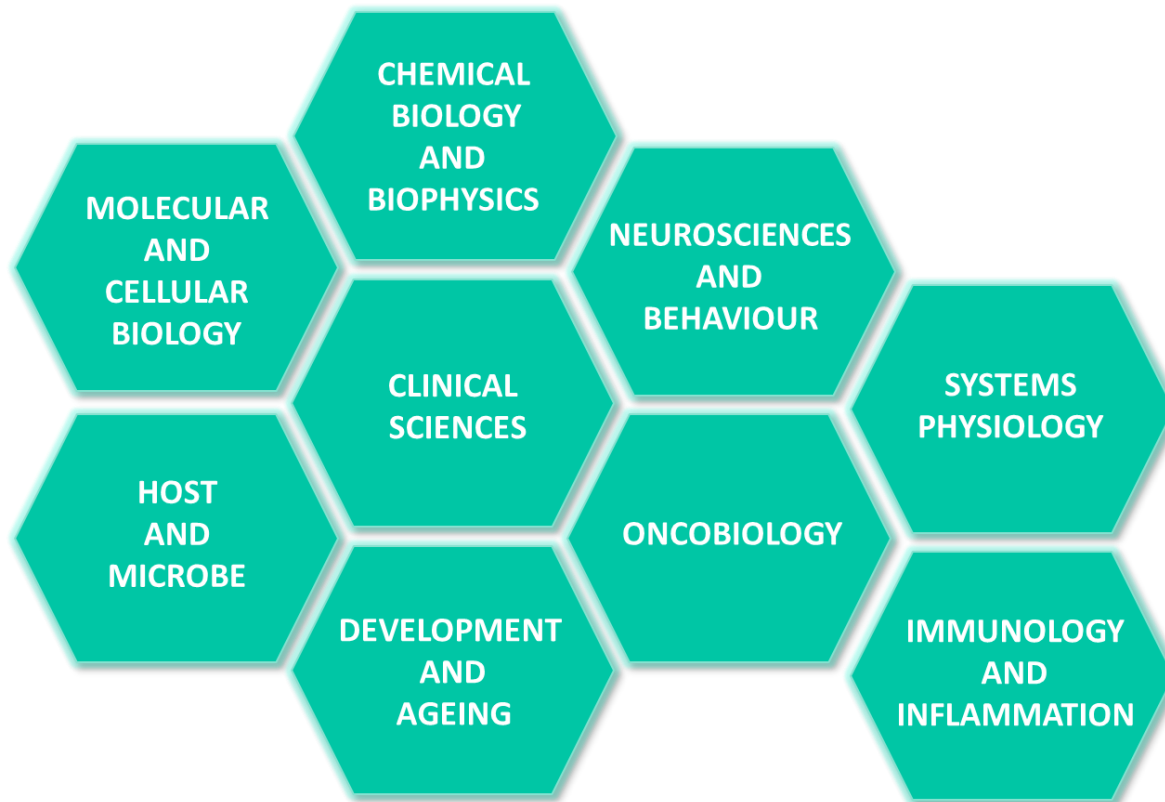 CHEMICAL
BIOLOGY
AND
BIOPHYSICS
MOLECULAR
AND
CELLULAR
BIOLOGY
NEUROSCIENCES
AND
BEHAVIOUR
CLINICAL
SCIENCES
SYSTEMS
PHYSIOLOGY
HOST
AND
MICROBE
ONCOBIOLOGY
DEVELOPMENT
AND
AGEING
IMMUNOLOGY
AND
INFLAMMATION